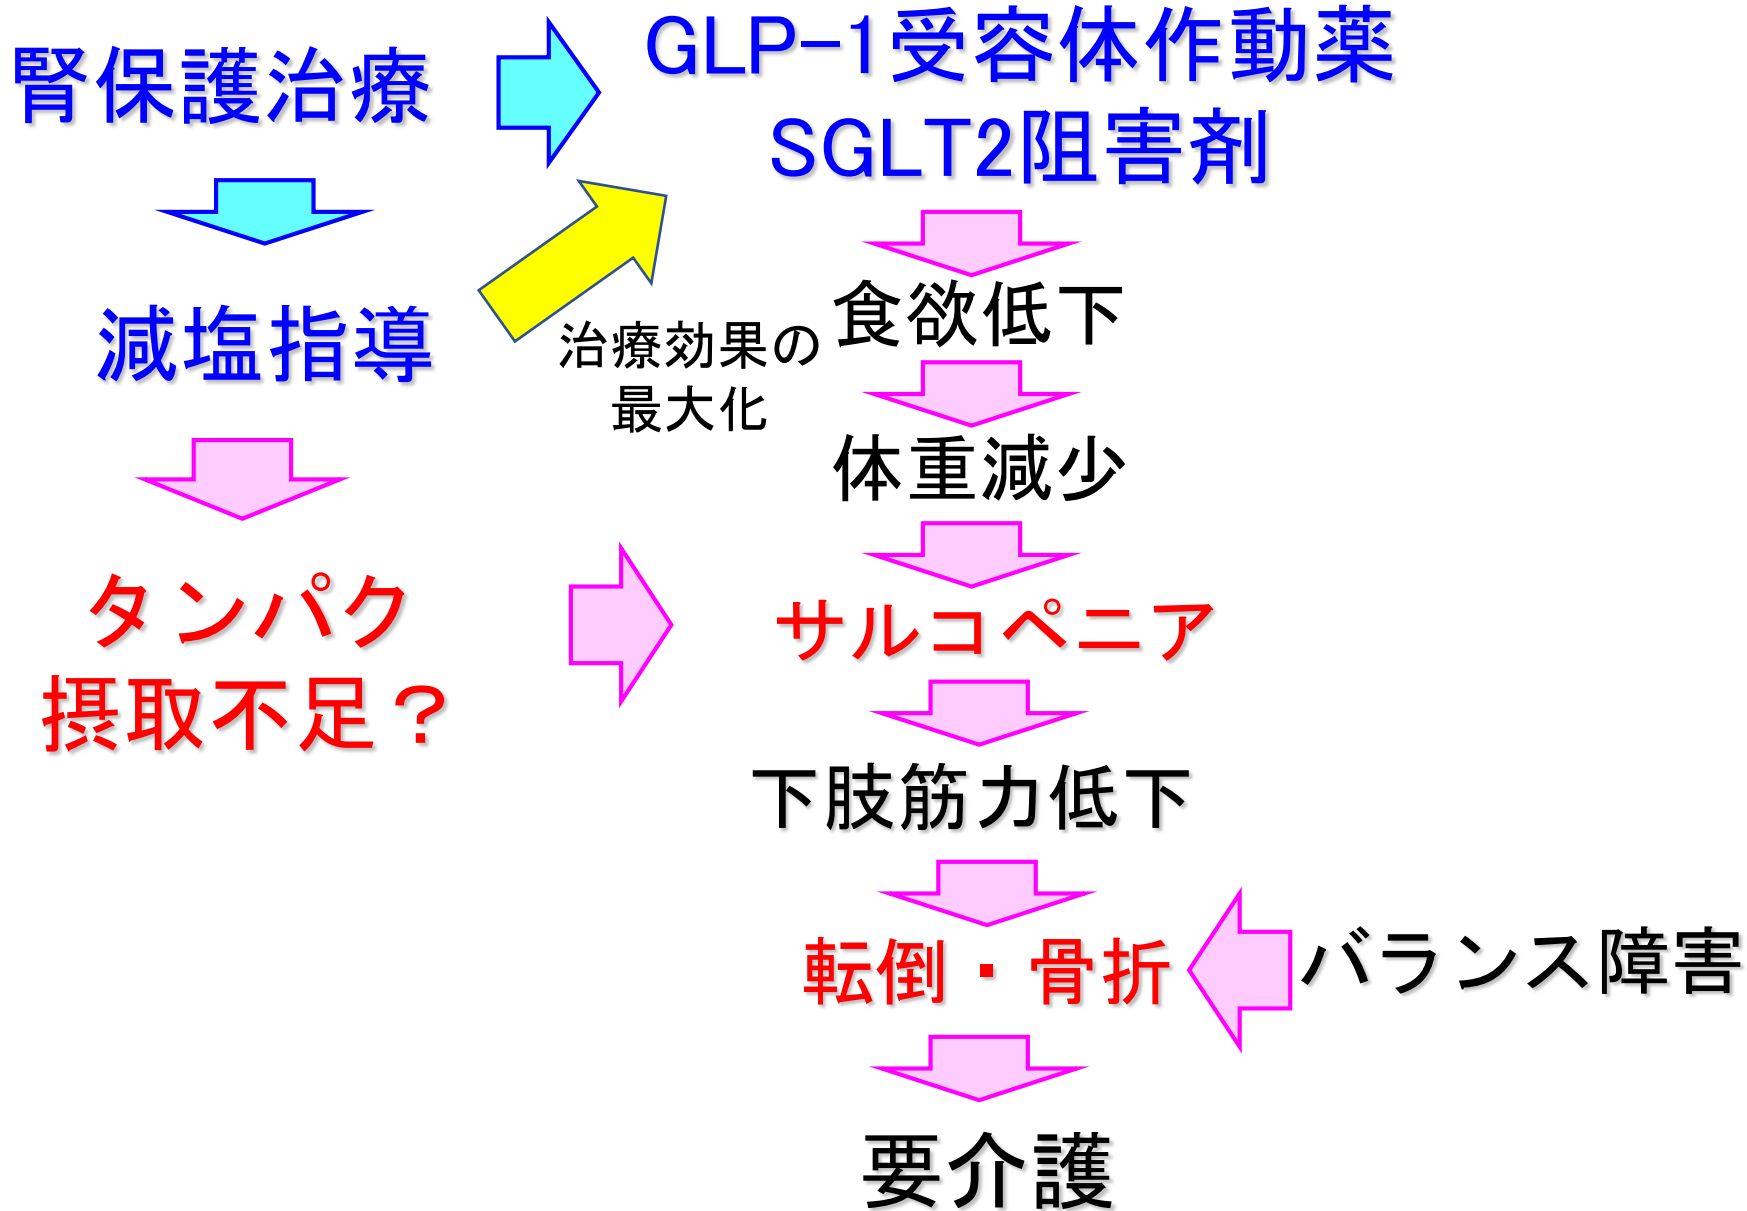 腎保護治療
GLP-1受容体作動薬
SGLT2阻害剤
減塩指導
治療効果の
最大化
食欲低下
体重減少
タンパク
摂取不足？
サルコペニア
下肢筋力低下
転倒・骨折
バランス障害
要介護